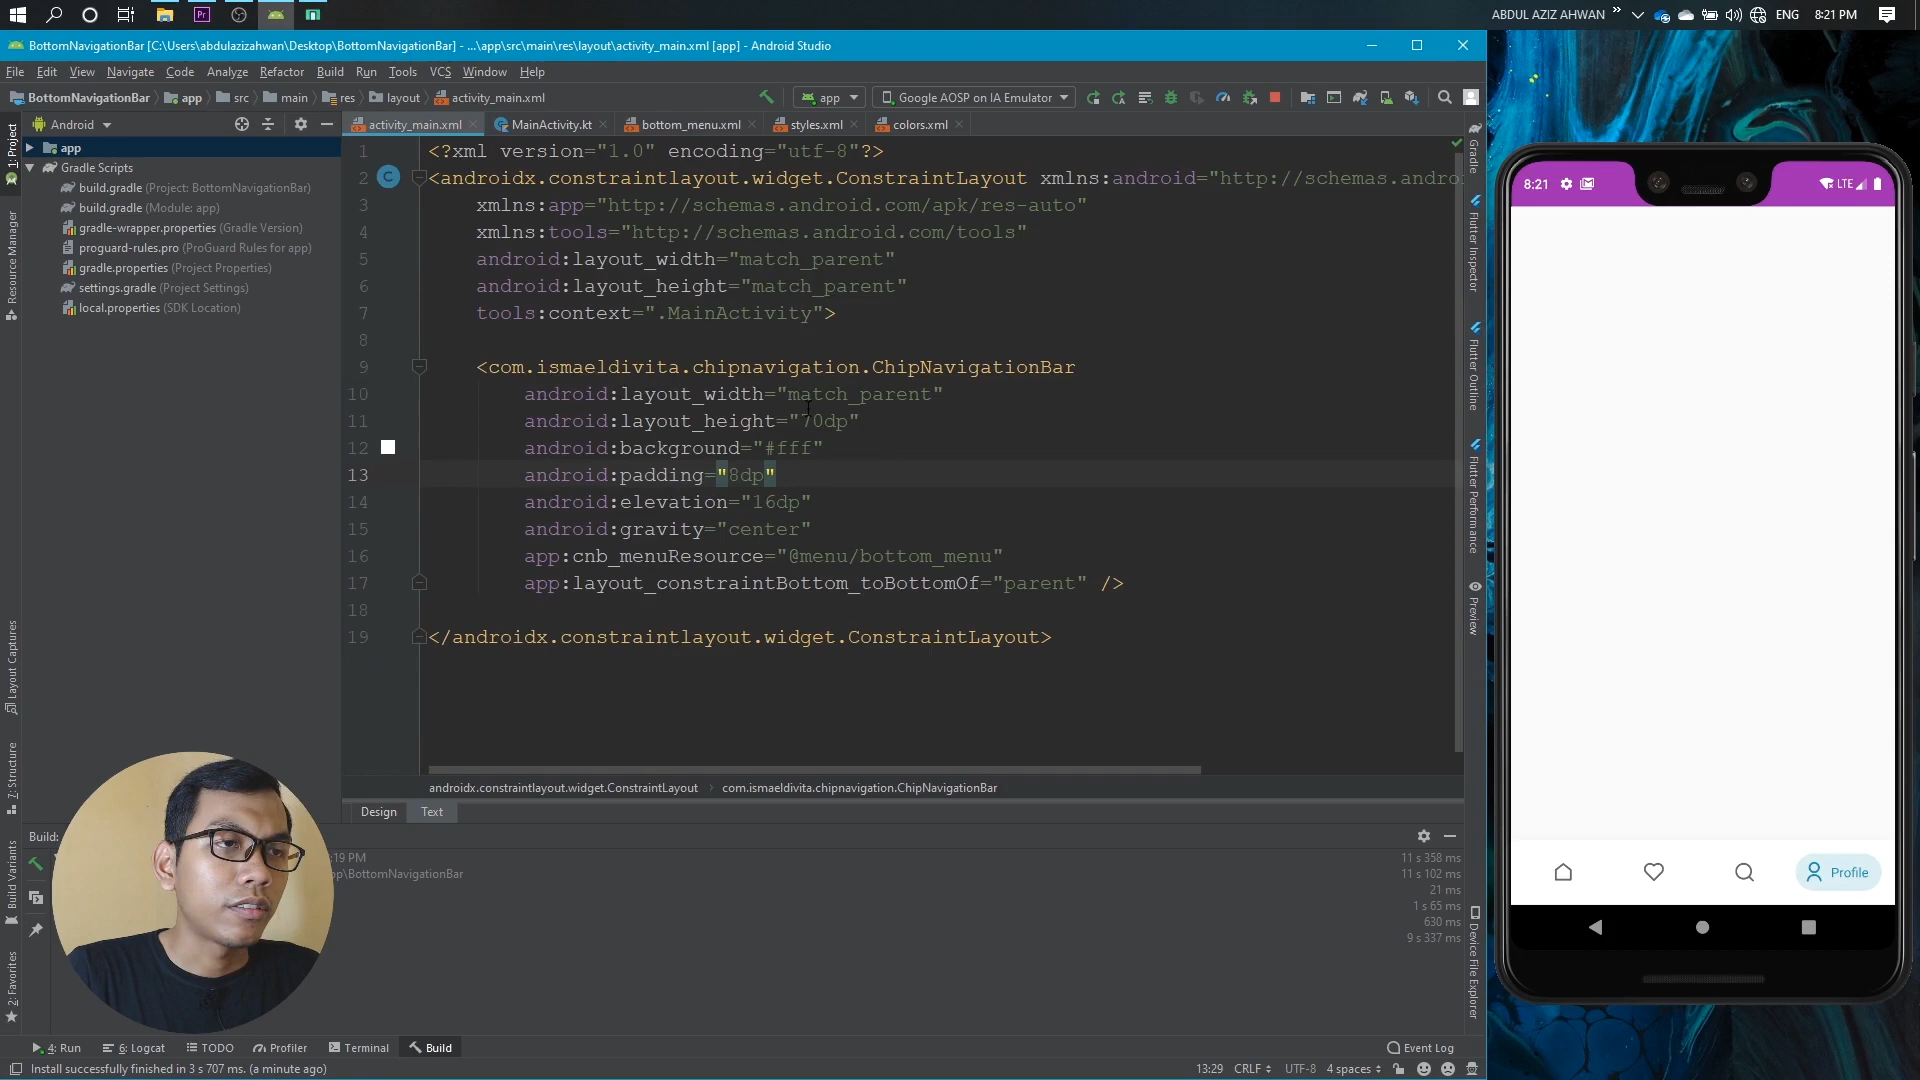 ABDUL AZIZ AHWAN » ENG 8:21 PM
BottomNavigationBar [C:\Users\abdulazizahwan\Desktop\BottomNavigationBar] - ...\app\src\main\res\layout\activity_main.xml [app] - Android Studio
File Edit View Navigate Code Analyze Refactor Build Run Tools VCS Window Help
BottomNavigationBar app src main res layout activity_main.xml app Google AOSP on IA Emulator
Android activity_main.xml MainActivity.kt bottom_menu.xml styles.xml colors.xml
1: Project
Resource Manager
Layout Captures
7: Structure
Build Variants
2: Favorites
app
Gradle Scripts
build.gradle (Project: BottomNavigationBar)
build.gradle (Module: app)
gradle-wrapper.properties (Gradle Version)
proguard-rules.pro (ProGuard Rules for app)
gradle.properties (Project Properties)
settings.gradle (Project Settings)
local.properties (SDK Location)
1 <?xml version="1.0" encoding="utf-8"?>
2 C <androidx.constraintlayout.widget.ConstraintLayout xmlns:android="http://schemas.andro
3 xmlns:app="http://schemas.android.com/apk/res-auto"
4 xmlns:tools="http://schemas.android.com/tools"
5 android:layout_width="match_parent"
6 android:layout_height="match_parent"
7 tools:context=".MainActivity">
8
9 <com.ismaeldivita.chipnavigation.ChipNavigationBar
10 android:layout_width="match_parent"
11 android:layout_height="70dp"
12 android:background="#fff"
13 android:padding="8dp"
14 android:elevation="16dp"
15 android:gravity="center"
16 app:cnb_menuResource="@menu/bottom_menu"
17 app:layout_constraintBottom_toBottomOf="parent" />
18
19 </androidx.constraintlayout.widget.ConstraintLayout>
androidx.constraintlayout.widget.ConstraintLayout › com.ismaeldivita.chipnavigation.ChipNavigationBar
Design Text
Build:
:19 PM
op\BottomNavigationBar
11 s 358 ms
11 s 102 ms
21 ms
1 s 65 ms
630 ms
9 s 337 ms
Gradle
Flutter Inspector
Flutter Outline
Flutter Performance
Preview
Device File Explorer
4: Run 6: Logcat TODO Profiler Terminal Build Event Log
Install successfully finished in 3 s 707 ms. (a minute ago) 13:29 CRLF UTF-8 4 spaces
8:21 LTE
Profile